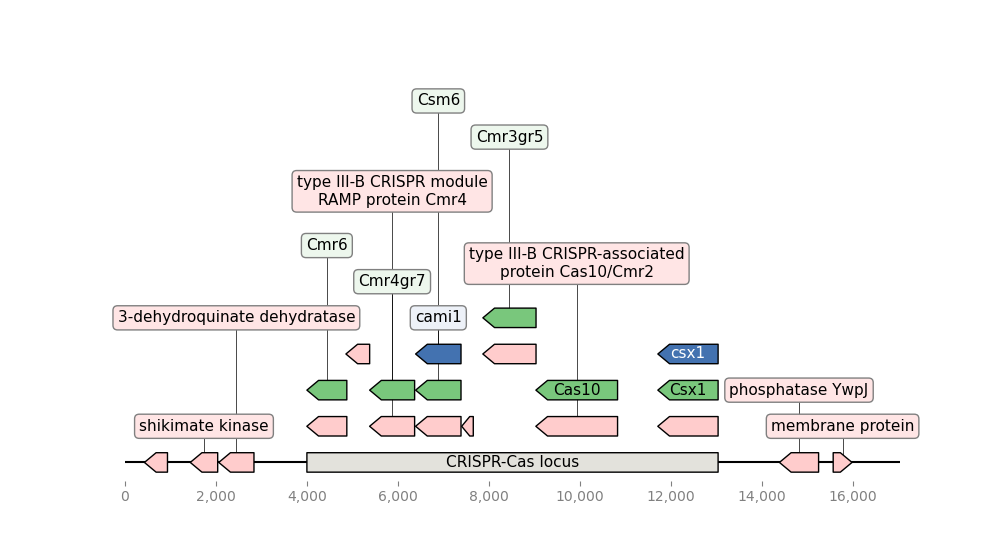 Csm6
Cmr3gr5
type III-B CRISPR module
RAMP protein Cmr4
Cmr6
type III-B CRISPR-associated
protein Cas10/Cmr2
Cmr4gr7
3-dehydroquinate dehydratase
cami1
csx1
Cas10
Csx1
phosphatase YwpJ
shikimate kinase
membrane protein
CRISPR-Cas locus
0 2,000 4,000 6,000 8,000 10,000 12,000 14,000 16,000